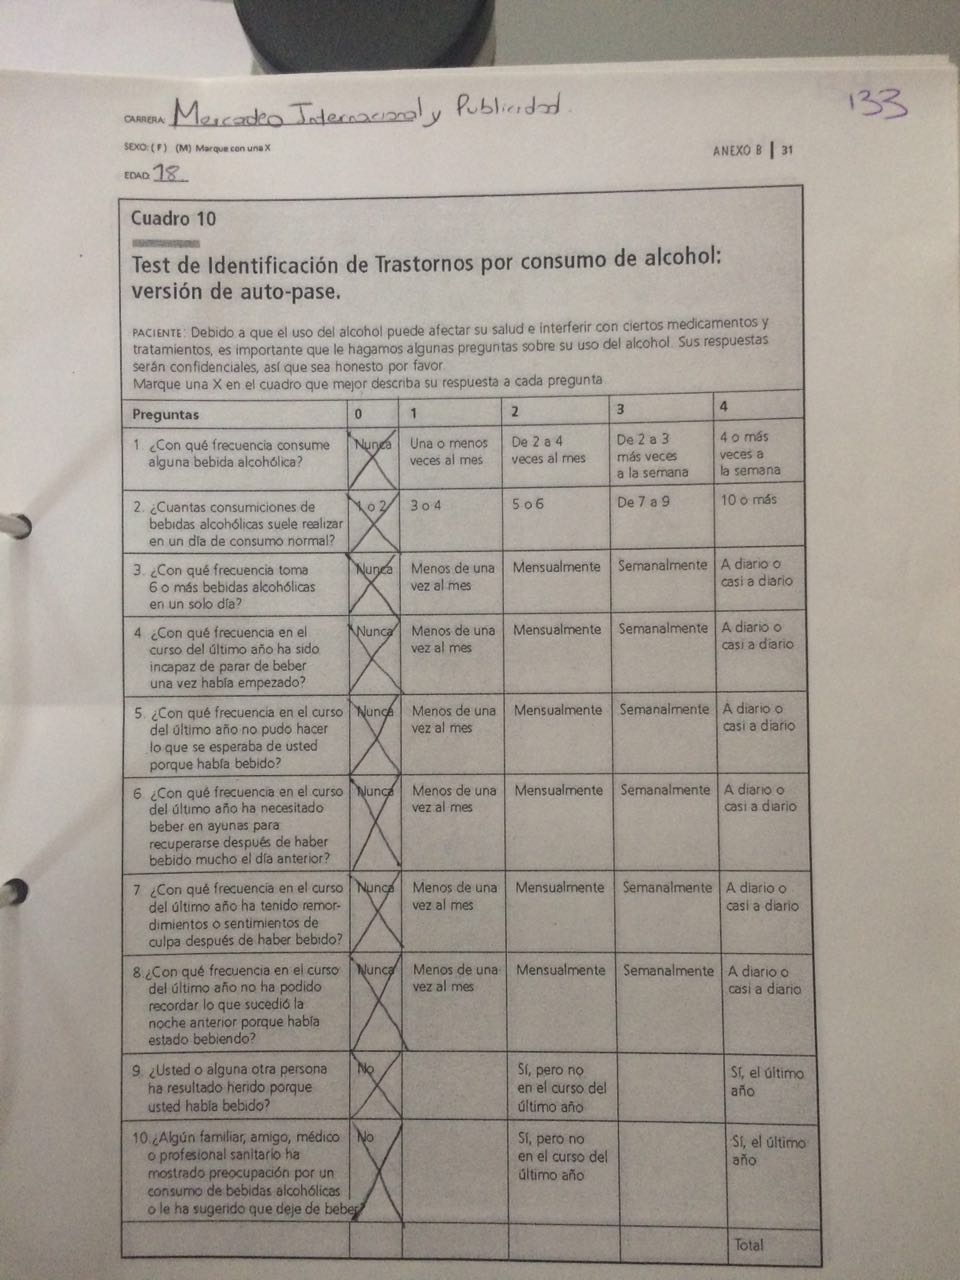 CARRERA: Mercadeo Internacional y Publicidad.
133
SEXO: ( F ) (M) Marque con una X
ANEXO B | 31
EDAD: 18
Cuadro 10
Test de Identificación de Trastornos por consumo de alcohol:
versión de auto-pase.
PACIENTE: Debido a que el uso del alcohol puede afectar su salud e interferir con ciertos medicamentos y
tratamientos, es importante que le hagamos algunas preguntas sobre su uso del alcohol. Sus respuestas
serán confidenciales, así que sea honesto por favor.
Marque una X en el cuadro que mejor describa su respuesta a cada pregunta
Preguntas 0 1 2 3 4
1. ¿Con qué frecuencia consume Nunca Una o menos De 2 a 4 De 2 a 3 4 o más
alguna bebida alcohólica? veces al mes veces al mes más veces veces a
a la semana la semana
2. ¿Cuantas consumiciones de 1 o 2 3 o 4 5 o 6 De 7 a 9 10 o más
bebidas alcohólicas suele realizar
en un día de consumo normal?
3. ¿Con qué frecuencia toma Nunca Menos de una Mensualmente Semanalmente A diario o
6 o más bebidas alcohólicas vez al mes casi a diario
en un solo día?
4 ¿Con qué frecuencia en el Nunca Menos de una Mensualmente Semanalmente A diario o
curso del último año ha sido vez al mes casi a diario
incapaz de parar de beber
una vez había empezado?
5. ¿Con qué frecuencia en el curso Nunca Menos de una Mensualmente Semanalmente A diario o
del último año no pudo hacer vez al mes casi a diario
lo que se esperaba de usted
porque había bebido?
6. ¿Con qué frecuencia en el curso Nunca Menos de una Mensualmente Semanalmente A diario o
del último año ha necesitado vez al mes casi a diario
beber en ayunas para
recuperarse después de haber
bebido mucho el día anterior?
7 ¿Con qué frecuencia en el curso Nunca Menos de una Mensualmente Semanalmente A diario o
del último año ha tenido remor- vez al mes casi a diario
dimientos o sentimientos de
culpa después de haber bebido?
8.¿Con qué frecuencia en el curso Nunca Menos de una Mensualmente Semanalmente A diario o
del último año no ha podido vez al mes casi a diario
recordar lo que sucedió la
noche anterior porque había
estado bebiendo?
9. ¿Usted o alguna otra persona No Sí, pero no Sí, el último
ha resultado herido porque en el curso del año
usted había bebido? último año
10.¿Algún familiar, amigo, médico No Sí, pero no Sí, el último
o profesional sanitario ha en el curso del año
mostrado preocupación por un último año
consumo de bebidas alcohólicas
o le ha sugerido que deje de beber?
Total